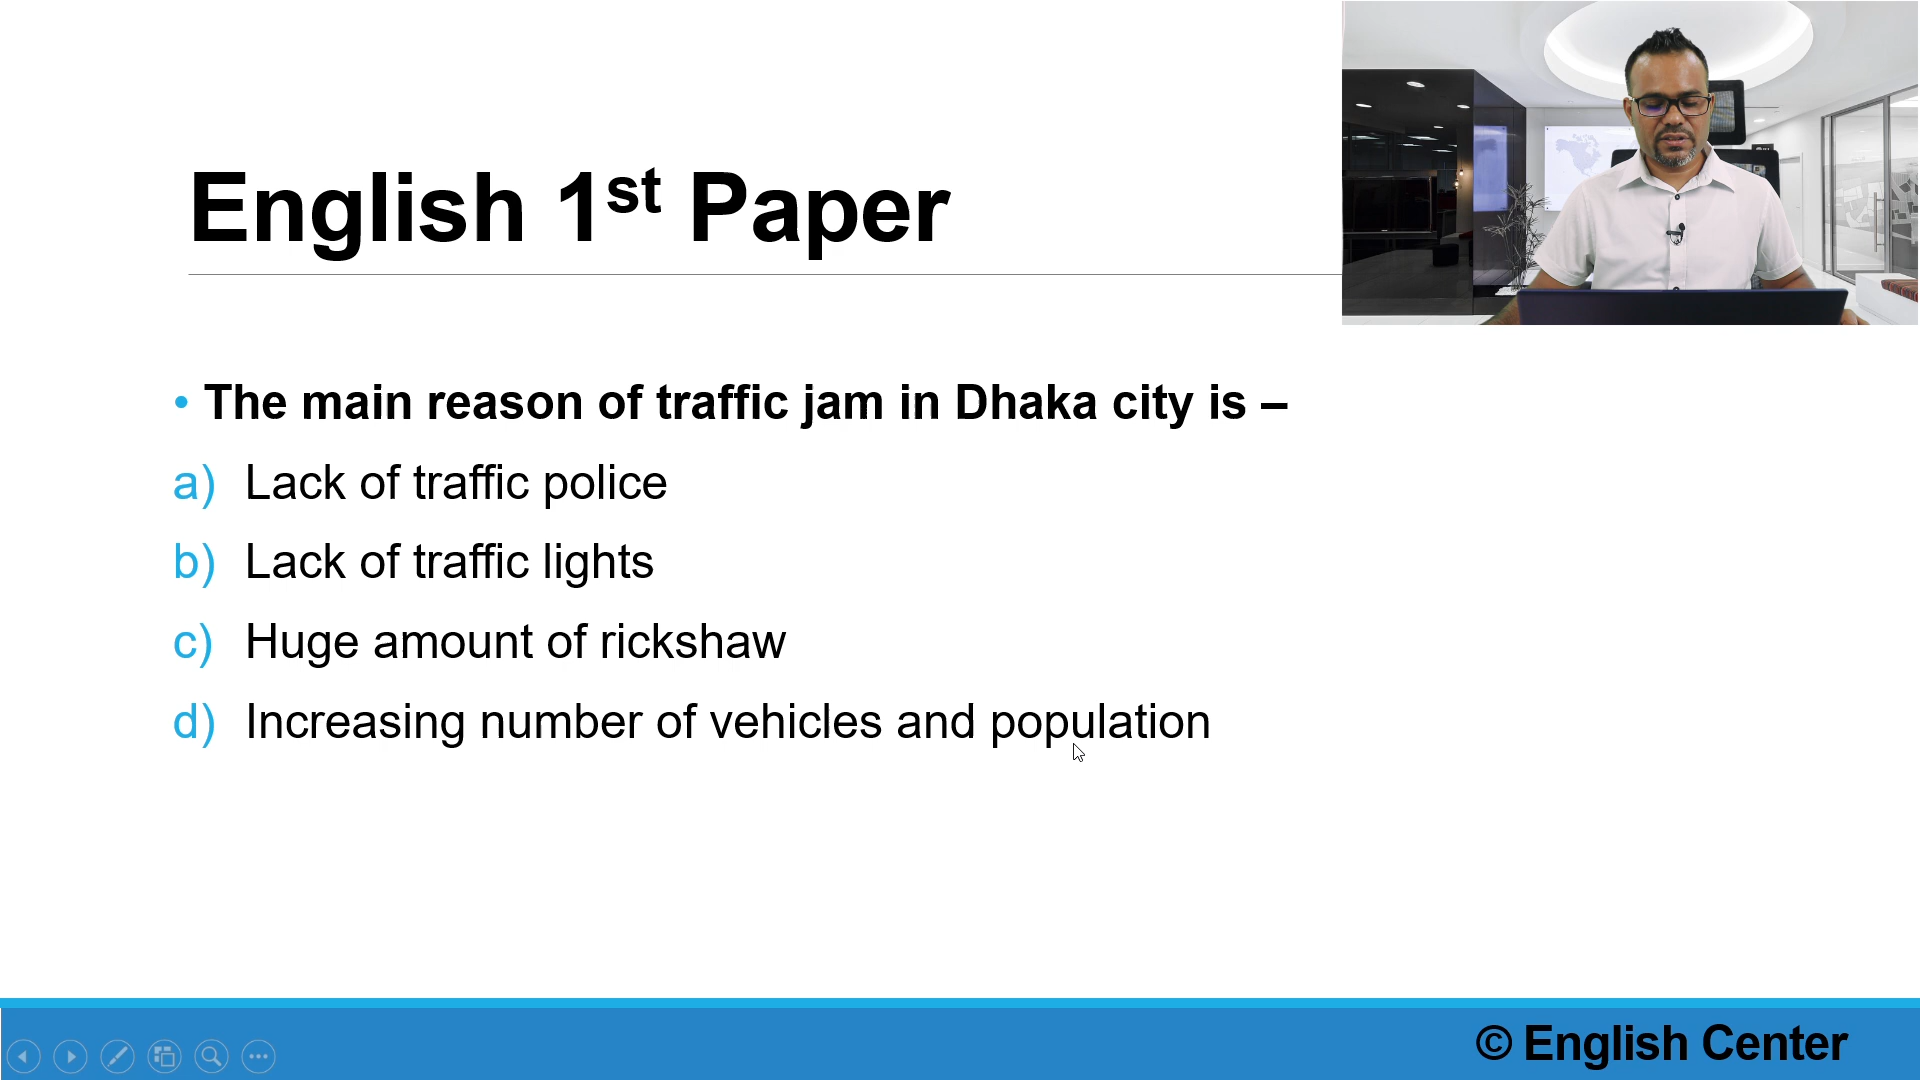 English 1st Paper
• The main reason of traffic jam in Dhaka city is –
a) Lack of traffic police
b) Lack of traffic lights
c) Huge amount of rickshaw
d) Increasing number of vehicles and population
© English Center